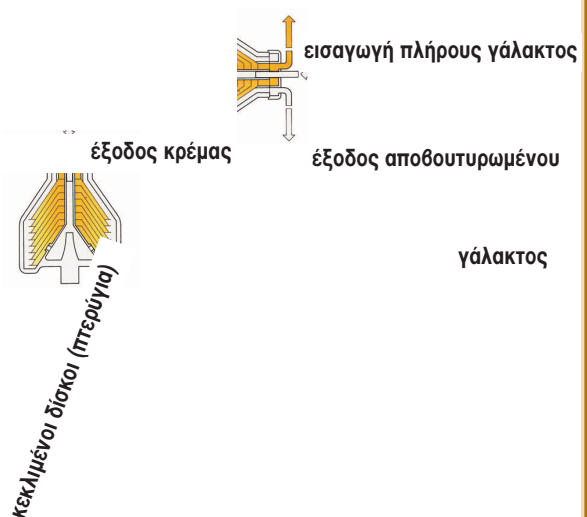 εισαγωγή πλήρους γάλακτος
έξοδος κρέμας
έξοδος αποβουτυρωμένου
γάλακτος
κεκλιμένοι δίσκοι (πτερύγια)